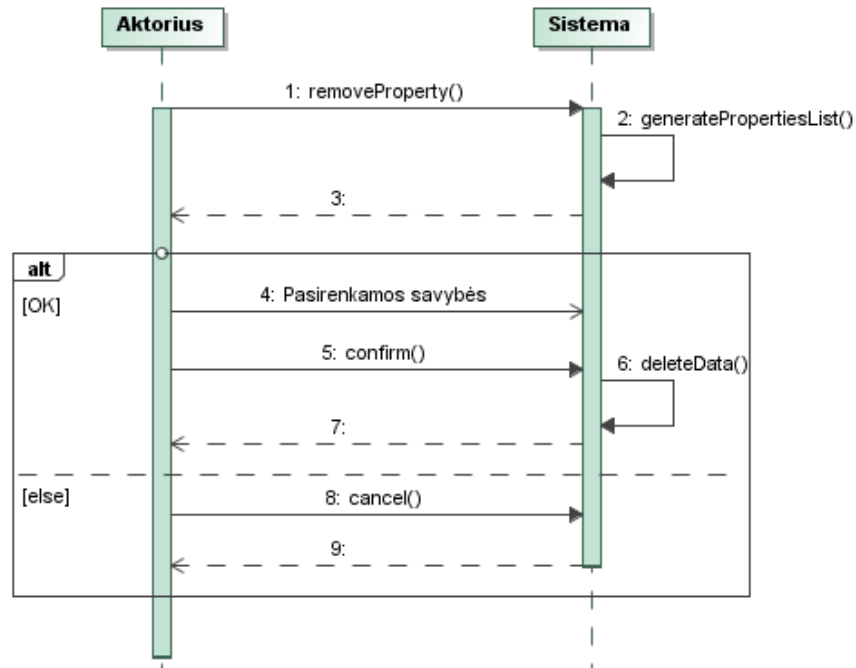 Aktorius
Sistema
1: removeProperty()
2: generatePropertiesList()
3:
alt
[OK]
4: Pasirenkamos savybės
5: confirm()
6: deleteData()
7:
[else]
8: cancel()
9: